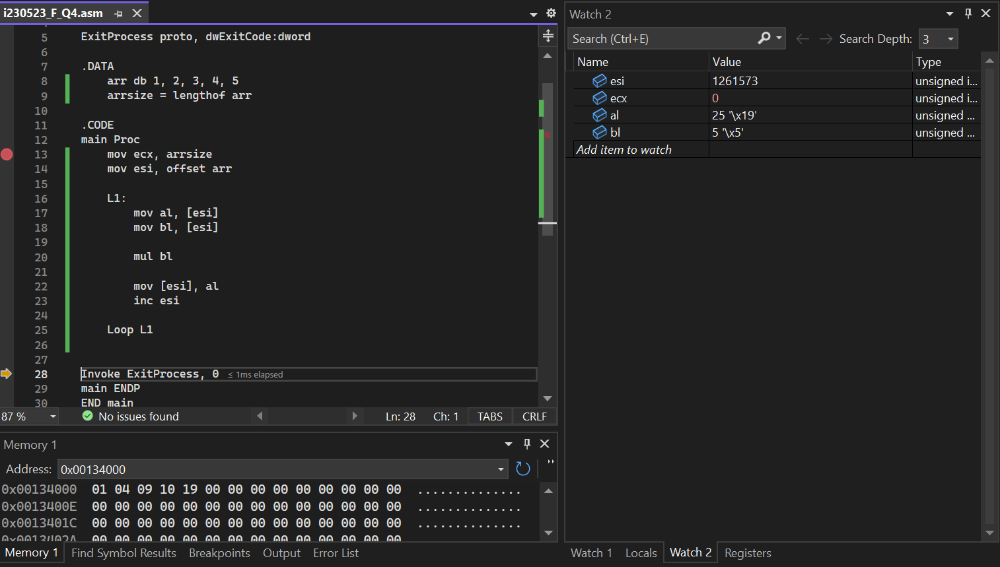 i230523_F_Q4.asm
5 ExitProcess proto, dwExitCode:dword
6
7 .DATA
8 arr db 1, 2, 3, 4, 5
9 arrsize = lengthof arr
10
11 .CODE
12 main Proc
13 mov ecx, arrsize
14 mov esi, offset arr
15
16 L1:
17 mov al, [esi]
18 mov bl, [esi]
19
20 mul bl
21
22 mov [esi], al
23 inc esi
24
25 Loop L1
26
27
28 Invoke ExitProcess, 0 ≤ 1ms elapsed
29 main ENDP
30 END main
87 % No issues found Ln: 28 Ch: 1 TABS CRLF
Memory 1
Address: 0x00134000
0x00134000 01 04 09 10 19 00 00 00 00 00 00 00 00 00 ..............
0x0013400E 00 00 00 00 00 00 00 00 00 00 00 00 00 00 ..............
0x0013401C 00 00 00 00 00 00 00 00 00 00 00 00 00 00 ..............
0x0013402A 00 00 00 00 00 00 00 00 00 00 00 00 00 00
Memory 1 Find Symbol Results Breakpoints Output Error List
Watch 2
Search (Ctrl+E) Search Depth: 3
Name Value Type
esi 1261573 unsigned i...
ecx 0 unsigned i...
al 25 '\x19' unsigned ...
bl 5 '\x5' unsigned ...
Add item to watch
Watch 1 Locals Watch 2 Registers